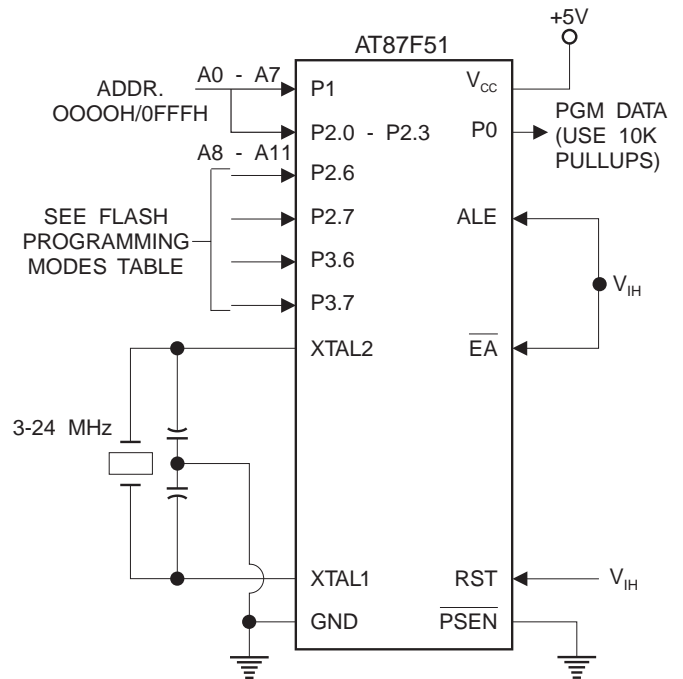 +5V
AT87F51
A0 - A7
ADDR.
OOOOH/0FFFH
P1
VCC
P2.0 - P2.3
P0
PGM DATA
(USE 10K
PULLUPS)
A8 - A11
P2.6
SEE FLASH
PROGRAMMING
MODES TABLE
P2.7
ALE
P3.6
VIH
P3.7
XTAL2
EA
3-24 MHz
XTAL1
RST
VIH
GND
PSEN